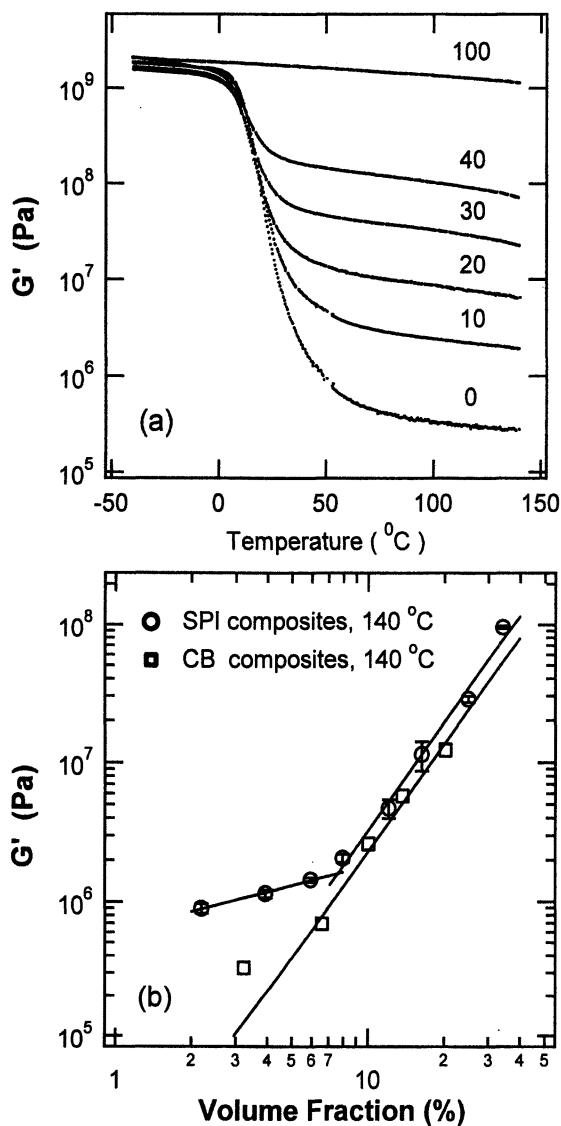 G' (Pa)
10⁹
10⁸
10⁷
10⁶
10⁵
100
40
30
20
10
0
(a)
-50 0 50 100 150
Temperature ( ⁰C )
G' (Pa)
10⁸
10⁷
10⁶
10⁵
SPI composites, 140 °C
CB composites, 140 °C
(b)
2 3 4 5 6 7 2 3 4 5
1 10
Volume Fraction (%)